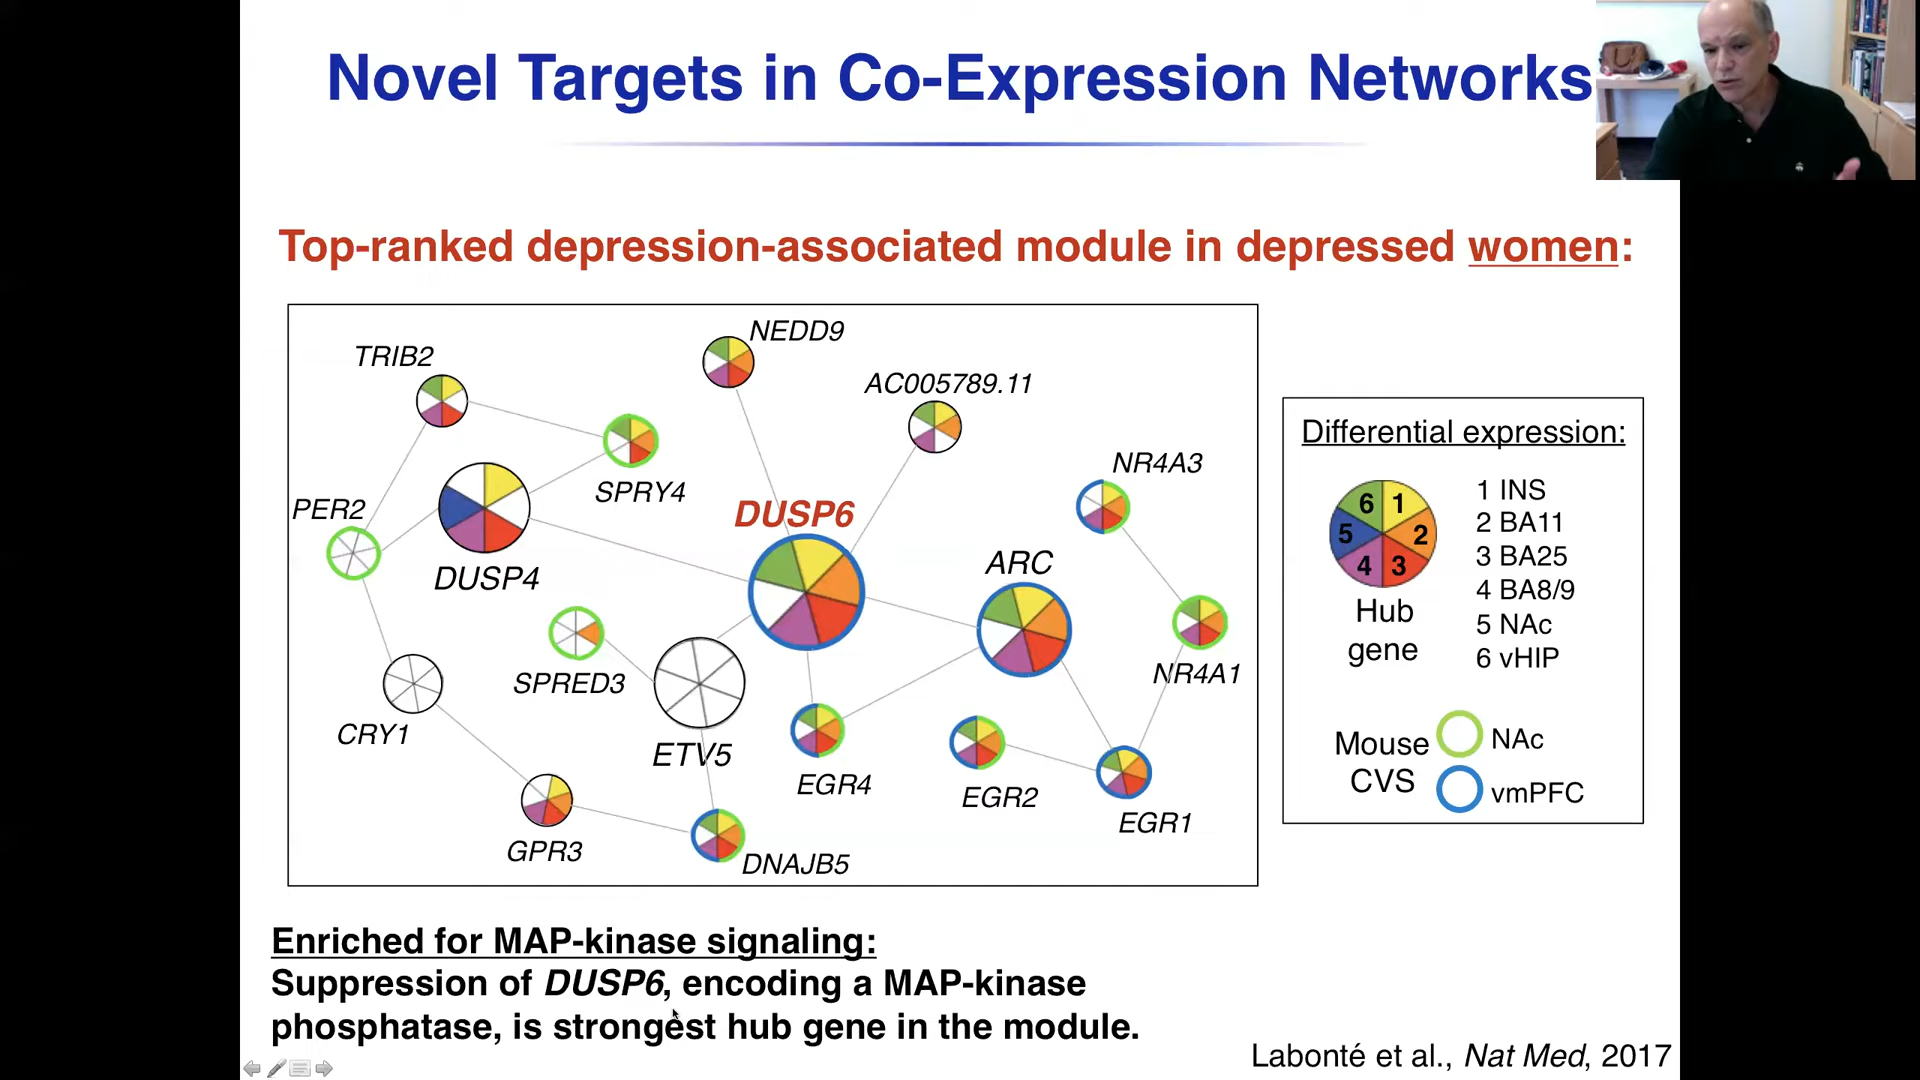 Novel Targets in Co-Expression Networks
Top-ranked depression-associated module in depressed women:
NEDD9
TRIB2
AC005789.11
NR4A3
SPRY4
PER2
DUSP6
DUSP4
ARC
SPRED3
NR4A1
CRY1
ETV5
EGR4
EGR2
EGR1
GPR3
DNAJB5
Differential expression:
6 1
5 2
4 3
Hub
gene
1 INS
2 BA11
3 BA25
4 BA8/9
5 NAc
6 vHIP
Mouse
CVS
NAc
vmPFC
Enriched for MAP-kinase signaling:
Suppression of DUSP6, encoding a MAP-kinase
phosphatase, is strongest hub gene in the module.
Labonté et al., Nat Med, 2017